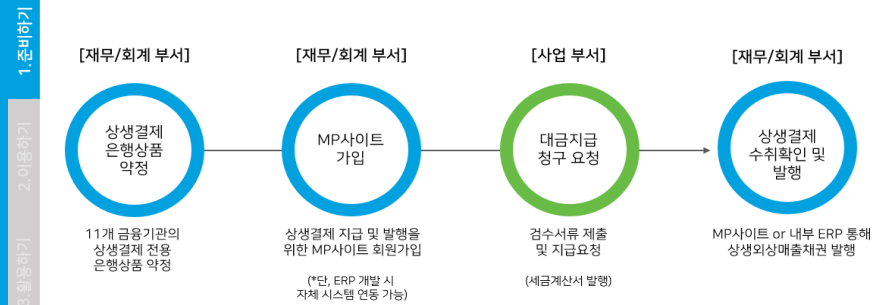 1.준비하기
2.이용하기
3.활용하기
[재무/회계 부서]
상생결제
은행상품
약정
11개 금융기관의
상생결제 전용
은행상품 약정
[재무/회계 부서]
MP사이트
가입
상생결제 지급 및 발행을
위한 MP사이트 회원가입
(*단, ERP 개발 시
자체 시스템 연동 가능)
[사업 부서]
대금지급
청구 요청
검수서류 제출
및 지급요청
(세금계산서 발행)
[재무/회계 부서]
상생결제
수취확인 및
발행
MP사이트 or 내부 ERP 통해
상생외상매출채권 발행